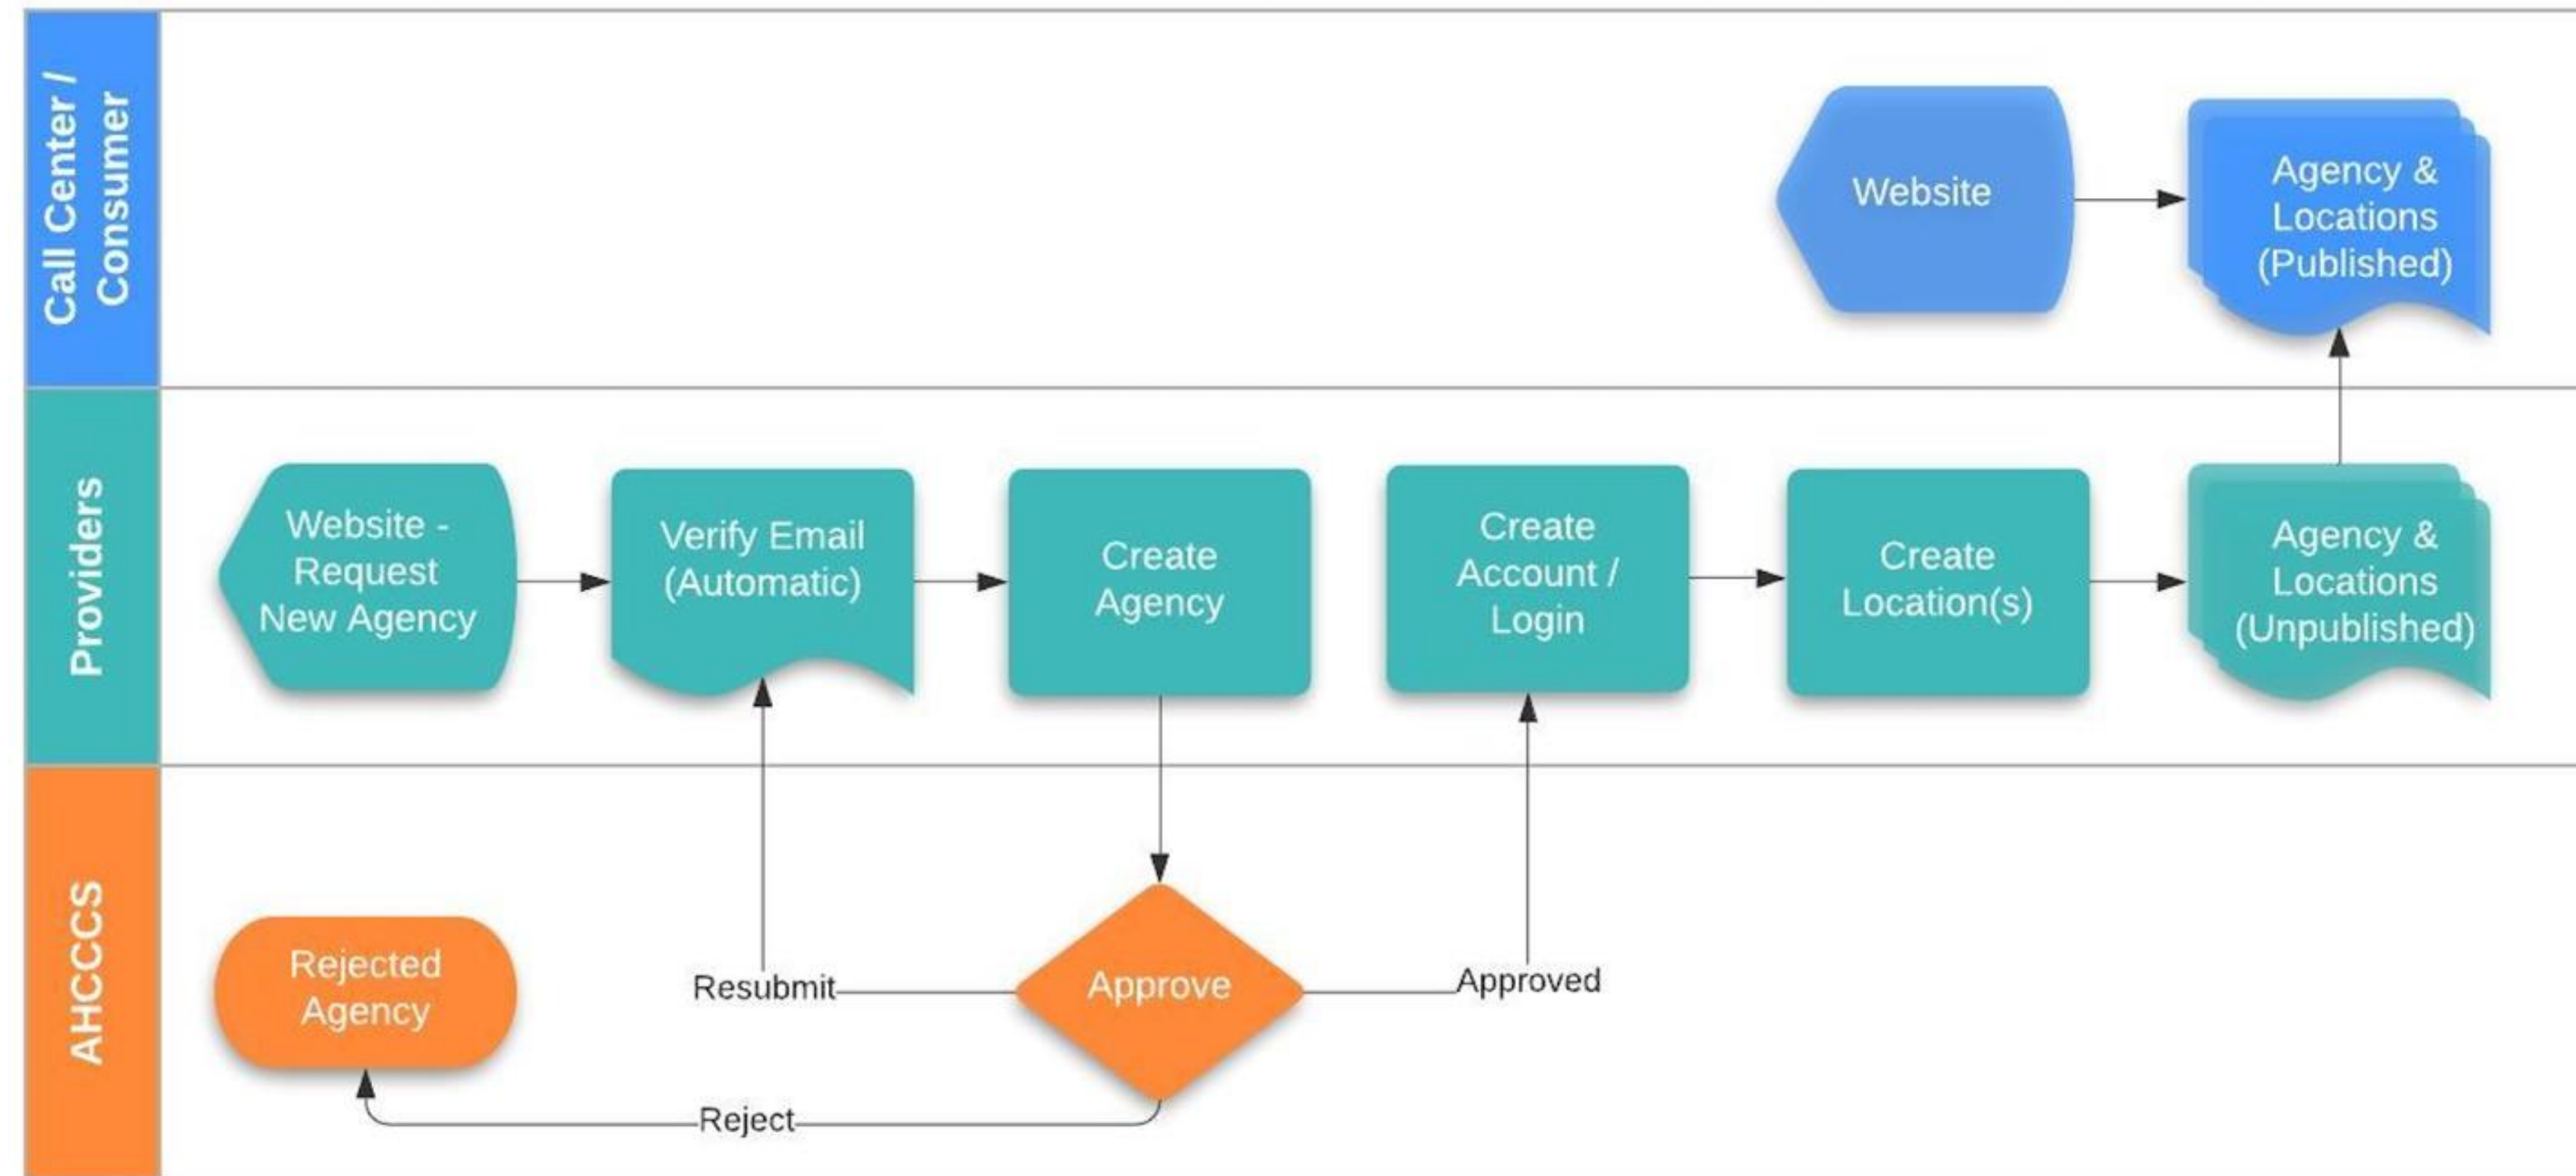 Call Center /
Consumer
Website
Agency &
Locations
(Published)
Providers
Website -
Request
New Agency
Verify Email
(Automatic)
Create
Agency
Create
Account /
Login
Create
Location(s)
Agency &
Locations
(Unpublished)
AHCCCS
Rejected
Agency
Resubmit
Approve
Approved
Reject